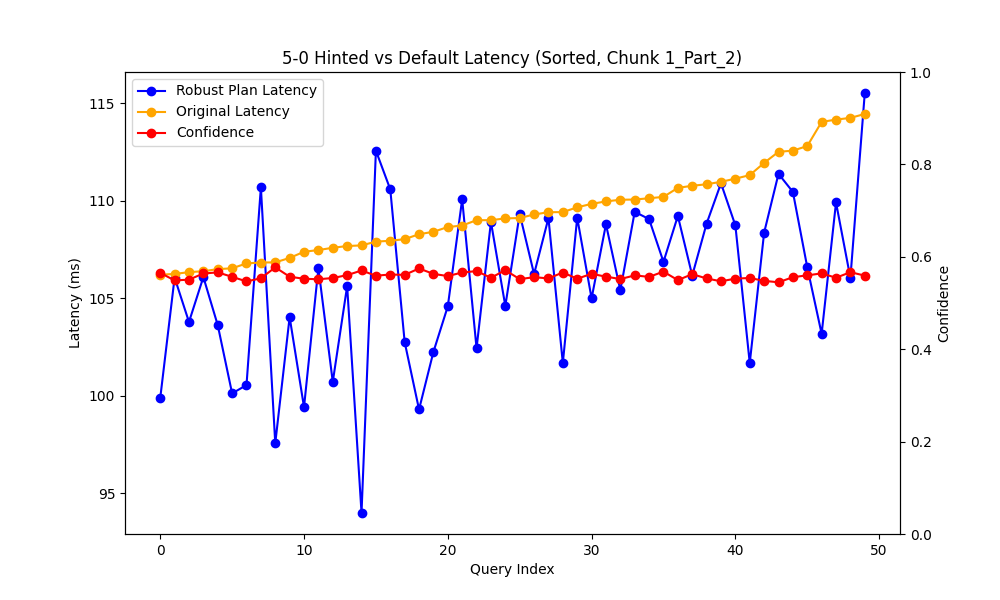 5-0 Hinted vs Default Latency (Sorted, Chunk 1_Part_2)
Robust Plan Latency
Original Latency
Confidence
115
110
105
100
95
Latency (ms)
1.0
0.8
0.6
0.4
0.2
0.0
Confidence
0 10 20 30 40 50
Query Index